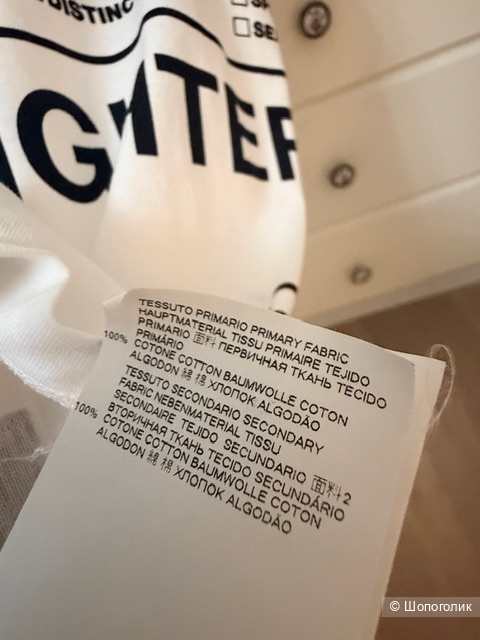 DISTINC
GHTER
TESSUTO PRIMARIO PRIMARY FABRIC
HAUPTMATERIAL TISSU PRIMAIRE TEJIDO
PRIMARIO 面料 ПЕРВИЧНАЯ ТКАНЬ TECIDO
PRIMÁRIO
100% COTONE COTTON BAUMWOLLE COTON
ALGODON 綿 棉 ХЛОПОК ALGODÃO
TESSUTO SECONDARIO SECONDARY
FABRIC NEBENMATERIAL TISSU
SECONDAIRE TEJIDO SECUNDARIO 面料2
ВТОРИЧНАЯ ТКАНЬ TECIDO SECUNDÁRIO
100% COTONE COTTON BAUMWOLLE COTON
ALGODON 綿 棉 ХЛОПОК ALGODÃO
© Шопоголик